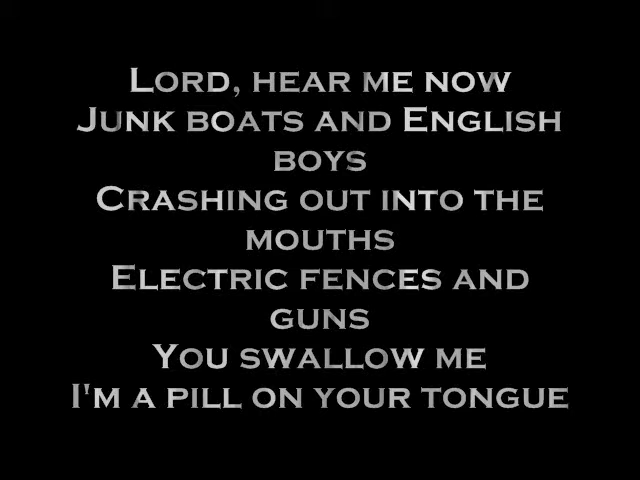 Lord, hear me now
Junk boats and English
boys
Crashing out into the
mouths
Electric fences and
guns
You swallow me
I'm a pill on your tongue